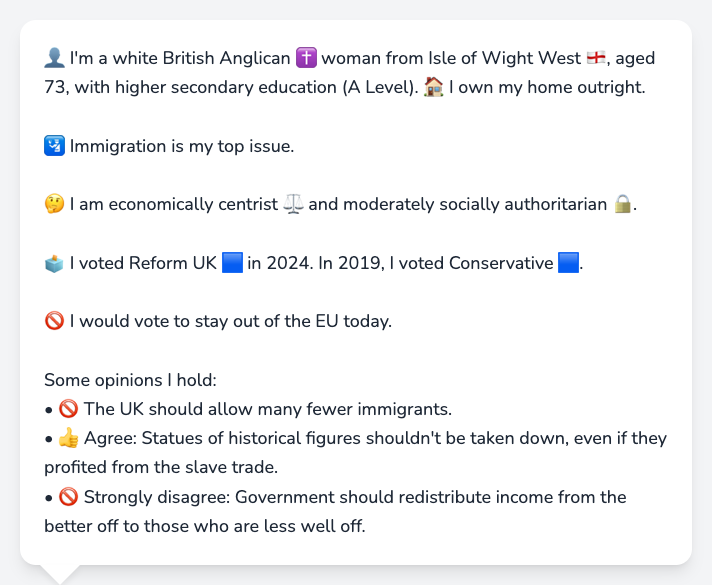 👤 I'm a white British Anglican ✝️ woman from Isle of Wight West 🏴󠁧󠁢󠁥󠁮󠁧󠁿, aged
73, with higher secondary education (A Level). 🏠 I own my home outright.
🛂 Immigration is my top issue.
🤔 I am economically centrist ⚖️ and moderately socially authoritarian 🔒.
🗳️ I voted Reform UK 🟦 in 2024. In 2019, I voted Conservative 🟦.
🚫 I would vote to stay out of the EU today.
Some opinions I hold:
• 🚫 The UK should allow many fewer immigrants.
• 👍 Agree: Statues of historical figures shouldn't be taken down, even if they
profited from the slave trade.
• 🚫 Strongly disagree: Government should redistribute income from the
better off to those who are less well off.